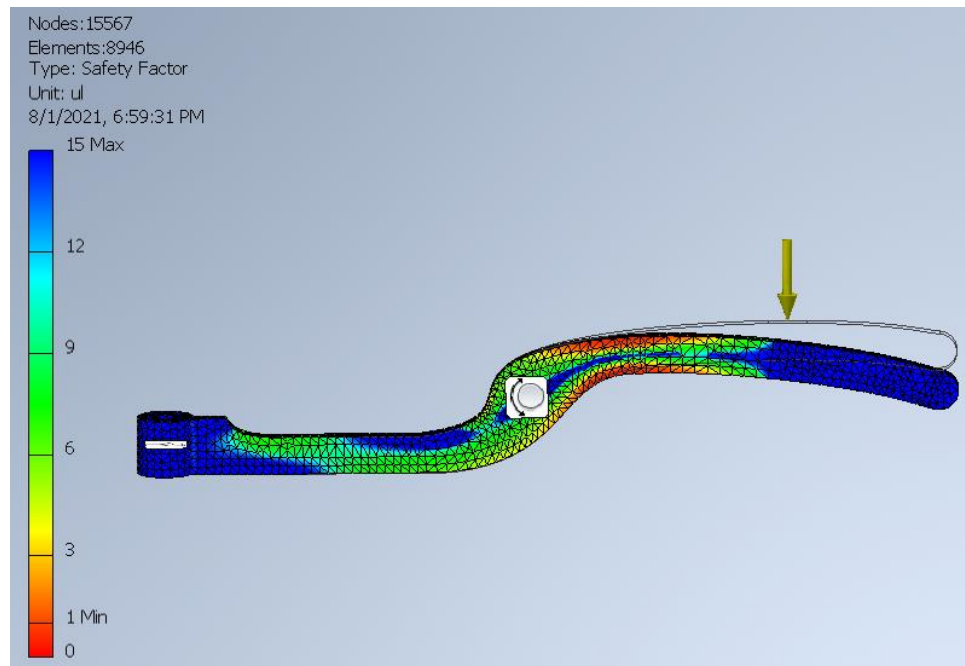 Nodes:15567
Elements:8946
Type: Safety Factor
Unit: ul
8/1/2021, 6:59:31 PM
15 Max
12
9
6
3
1 Min
0